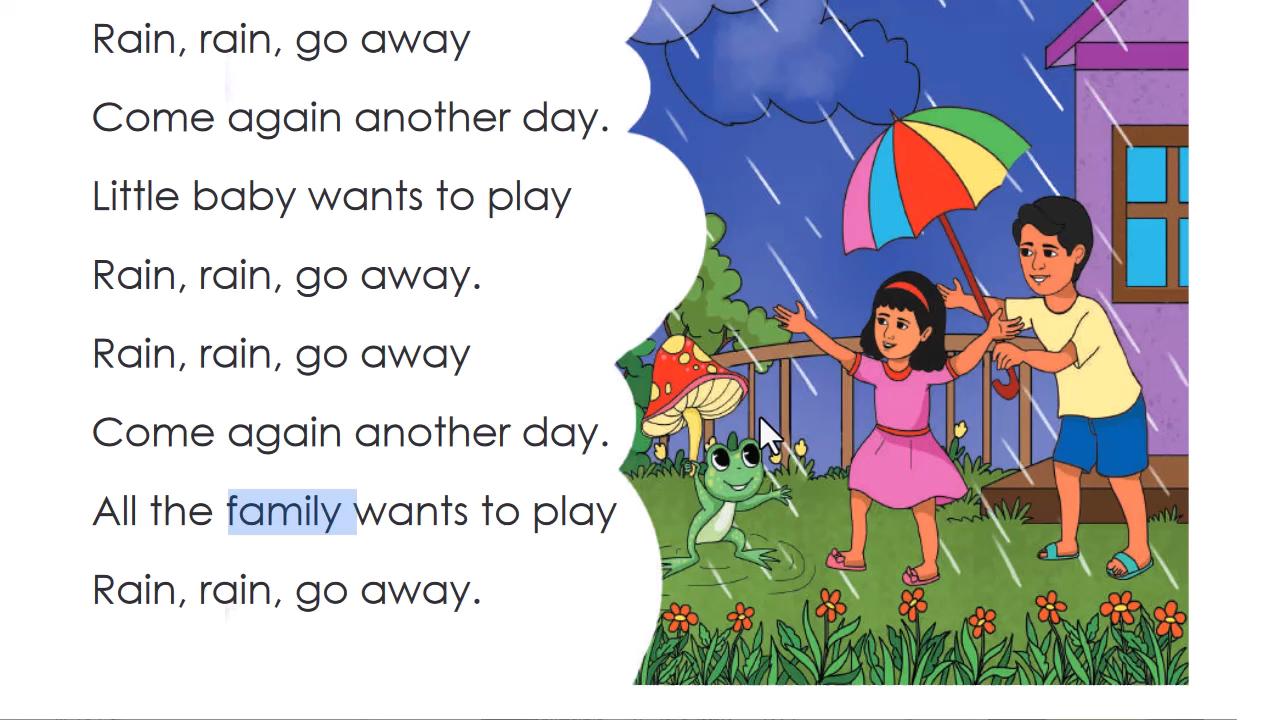 Rain, rain, go away
Come again another day.
Little baby wants to play
Rain, rain, go away.
Rain, rain, go away
Come again another day.
All the family wants to play
Rain, rain, go away.